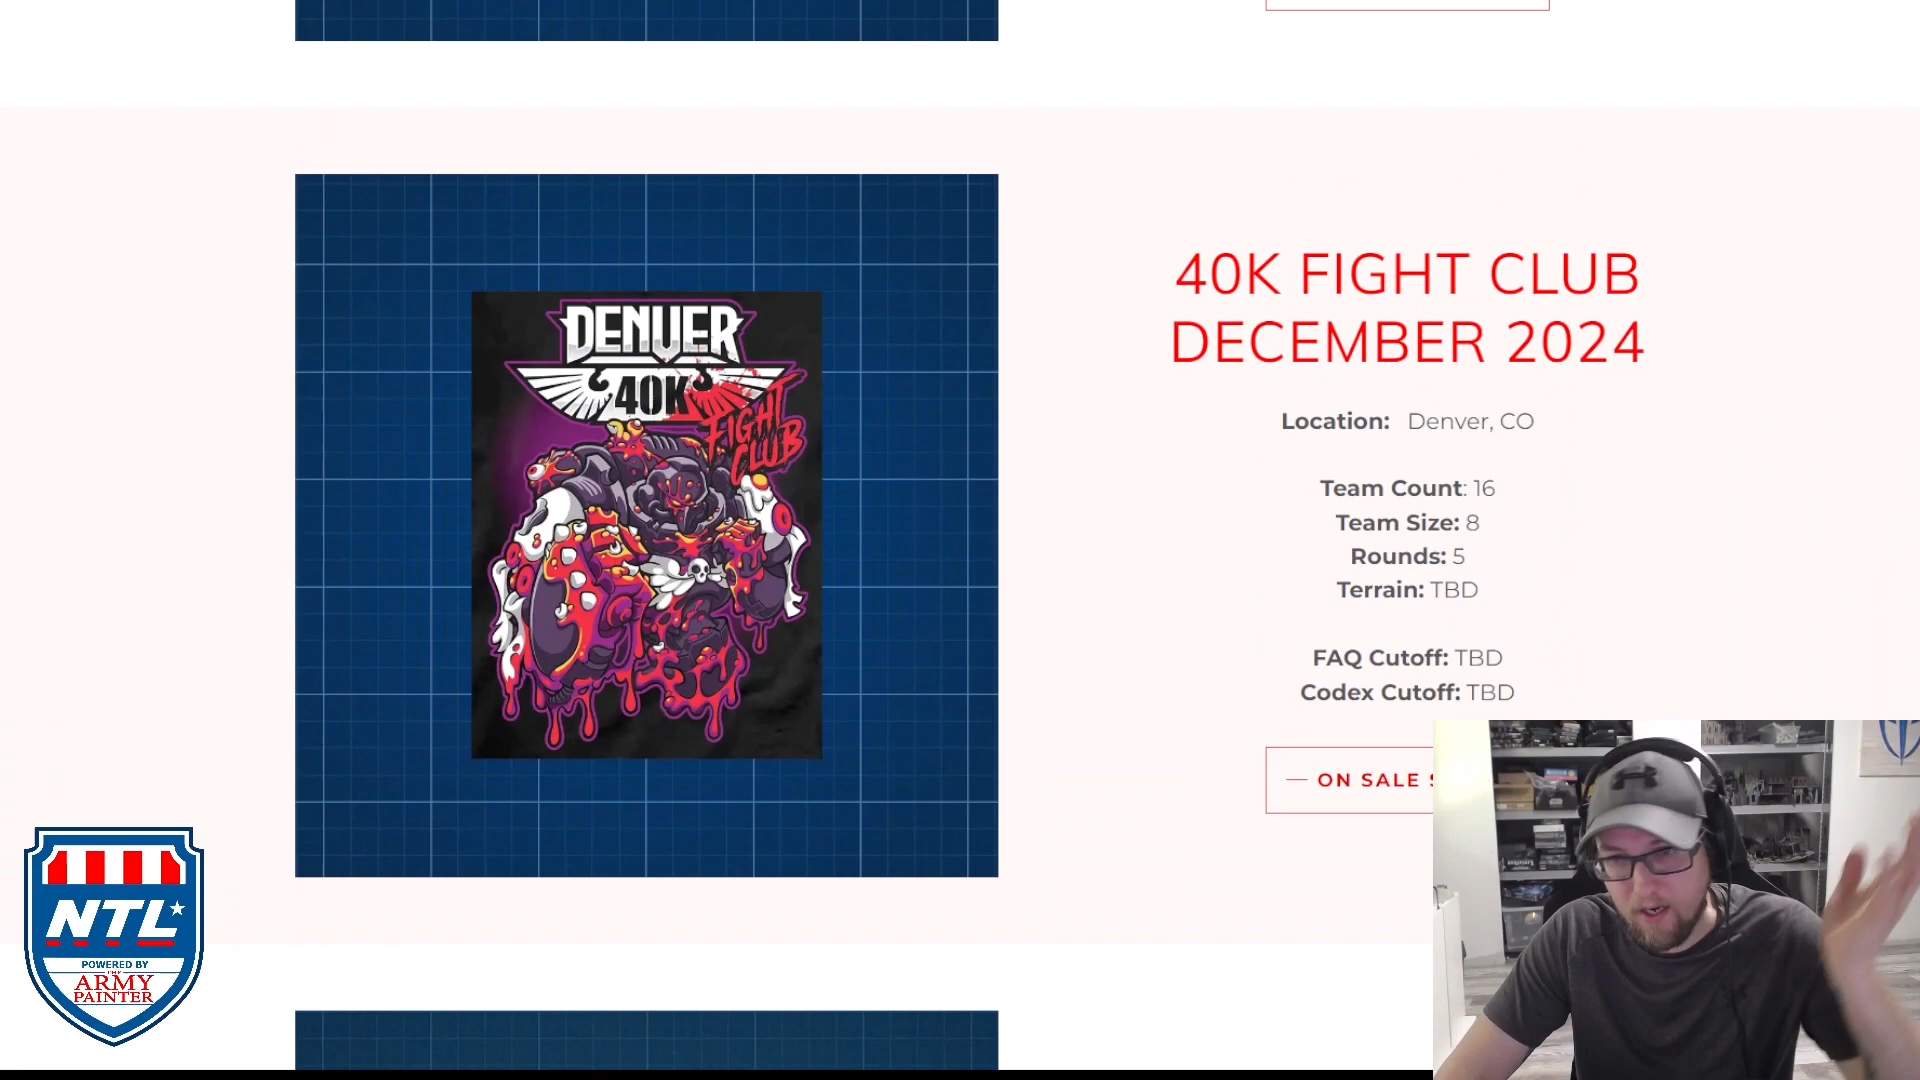 DENVER
40K
FIGHT
CLUB
40K FIGHT CLUB
DECEMBER 2024
Location: Denver, CO
Team Count: 16
Team Size: 8
Rounds: 5
Terrain: TBD
FAQ Cutoff: TBD
Codex Cutoff: TBD
— ON SALE
NTL
POWERED BY
THE
ARMY
PAINTER